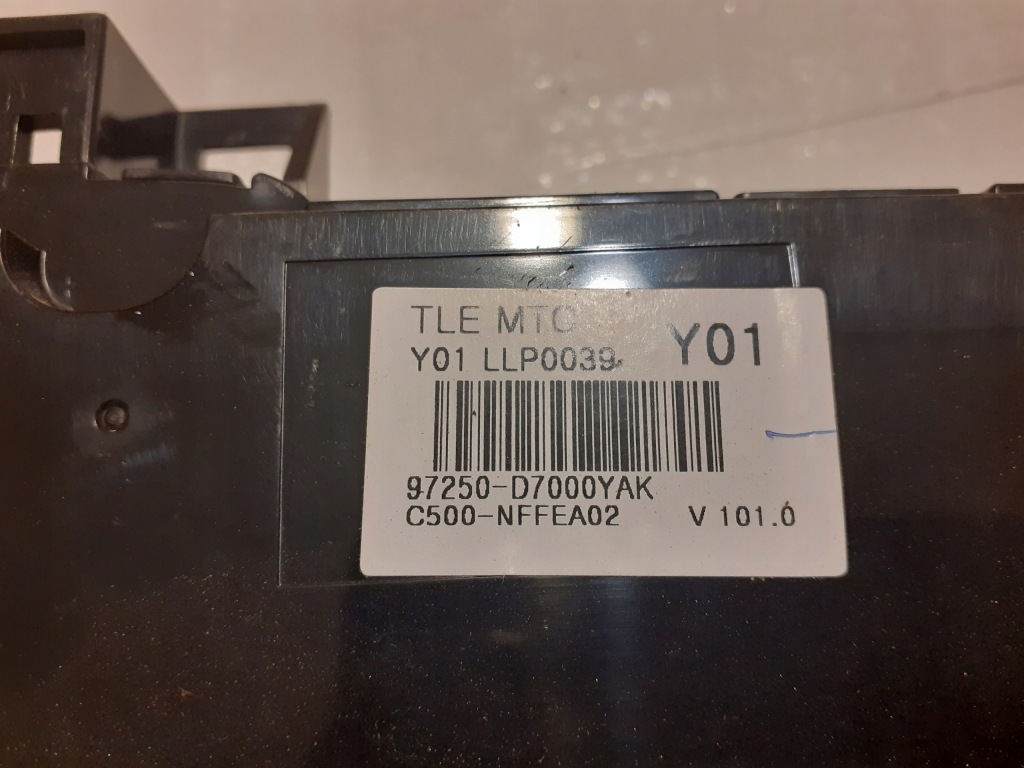 TLE MTC
Y01 LLP0039
Y01
97250-D7000YAK
C500-NFFEA02 V 101.0